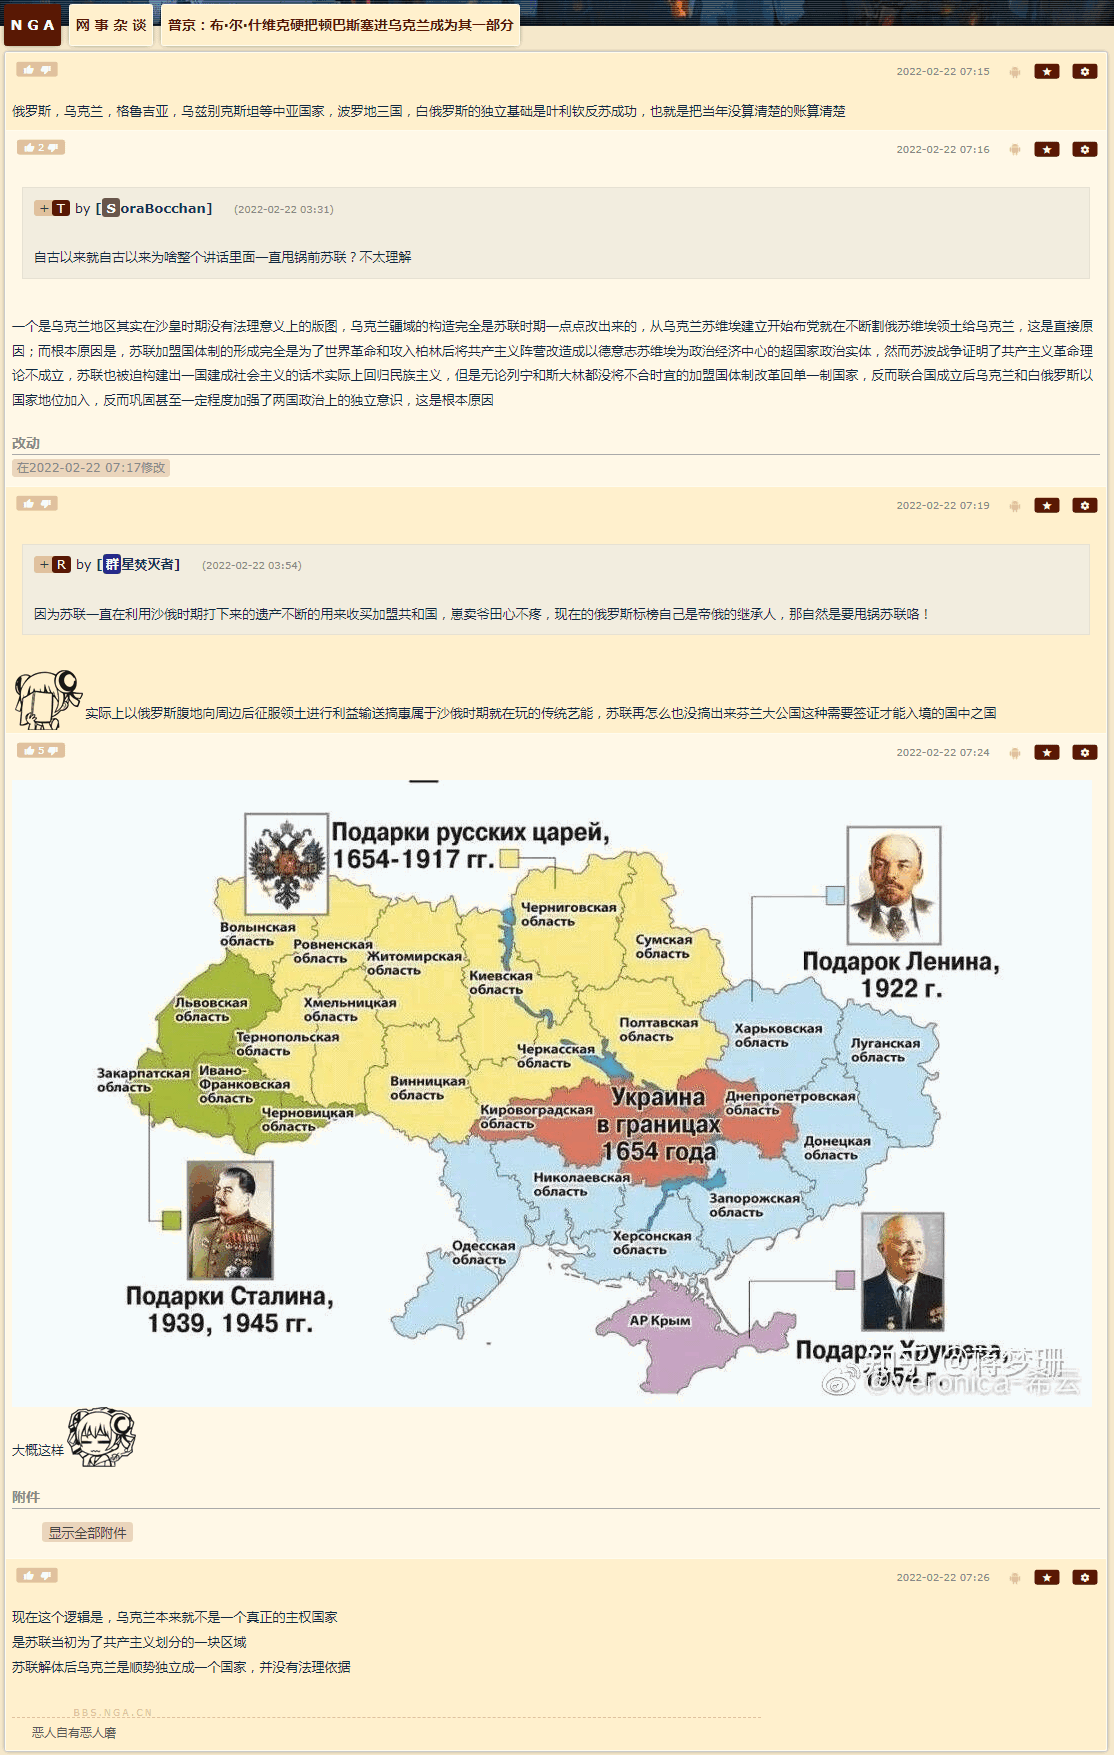 NGA
网事杂谈
普京：布·尔·什维克硬把顿巴斯塞进乌克兰成为其一部分
2022-02-22 07:15
俄罗斯，乌克兰，格鲁吉亚，乌兹别克斯坦等中亚国家，波罗地三国，白俄罗斯的独立基础是叶利钦反苏成功，也就是把当年没算清楚的账算清楚
2
2022-02-22 07:16
+ T by [SoraBocchan] (2022-02-22 03:31)
自古以来就自古以来为啥整个讲话里面一直甩锅前苏联？不太理解
一个是乌克兰地区其实在沙皇时期没有法理意义上的版图，乌克兰疆域的构造完全是苏联时期一点点改出来的，从乌克兰苏维埃建立开始布党就在不断割俄苏维埃领土给乌克兰，这是直接原
因；而根本原因是，苏联加盟国体制的形成完全是为了世界革命和攻入柏林后将共产主义阵营改造成以德意志苏维埃为政治经济中心的超国家政治实体，然而苏波战争证明了共产主义革命理
论不成立，苏联也被迫构建出一国建成社会主义的话术实际上回归民族主义，但是无论列宁和斯大林都没将不合时宜的加盟国体制改革回单一制国家，反而联合国成立后乌克兰和白俄罗斯以
国家地位加入，反而巩固甚至一定程度加强了两国政治上的独立意识，这是根本原因
改动
在2022-02-22 07:17修改
2022-02-22 07:19
+ R by [群星焚灭者] (2022-02-22 03:54)
因为苏联一直在利用沙俄时期打下来的遗产不断的用来收买加盟共和国，崽卖爷田心不疼，现在的俄罗斯标榜自己是帝俄的继承人，那自然是要甩锅苏联咯！
实际上以俄罗斯腹地向周边后征服领土进行利益输送搞惠属于沙俄时期就在玩的传统艺能，苏联再怎么也没搞出来芬兰大公国这种需要签证才能入境的国中之国
5
2022-02-22 07:24
Подарки русских царей,
1654-1917 гг.
Черниговская
область
Сумская
область
Волынская
область
Ровненская
область
Житомирская
область
Киевская
область
Подарок Ленина,
1922 г.
Львовская
область
Хмельницкая
область
Тернопольская
область
Полтавская
область
Харьковская
область
Луганская
область
Черкасская
область
Закарпатская
область
Ивано-
Франковская
область
Винницкая
область
Черновицкая
область
Кировоградская
область
Украина
в границах
1654 года
Днепропетровская
область
Донецкая
область
Николаевская
область
Запорожская
область
Херсонская
область
Одесская
область
Подарки Сталина,
1939, 1945 гг.
АР Крым
Подарок Хрущева,
1954 г.
知乎 @蒋梦珊
@veronica-希云
大概这样
附件
显示全部附件
2022-02-22 07:26
现在这个逻辑是，乌克兰本来就不是一个真正的主权国家
是苏联当初为了共产主义划分的一块区域
苏联解体后乌克兰是顺势独立成一个国家，并没有法理依据
BBS.NGA.CN
恶人自有恶人磨